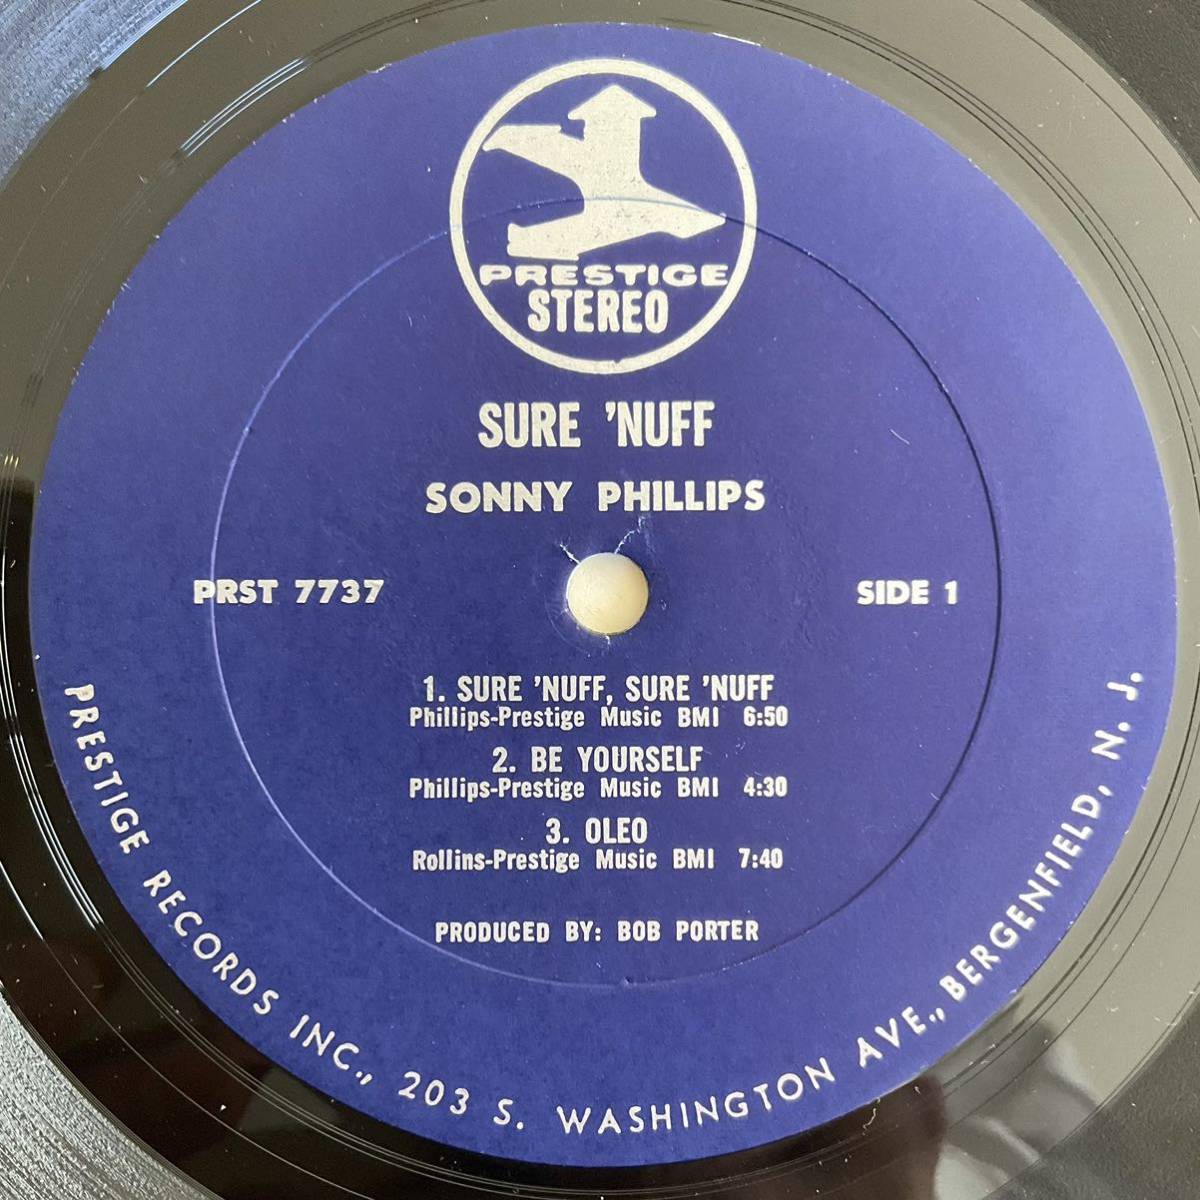 PRESTIGE
STEREO
SURE 'NUFF
SONNY PHILLIPS
PRST 7737
SIDE 1
1. SURE 'NUFF, SURE 'NUFF
Phillips-Prestige Music BMI 6:50
2. BE YOURSELF
Phillips-Prestige Music BMI 4:30
3. OLEO
Rollins-Prestige Music BMI 7:40
PRODUCED BY: BOB PORTER
PRESTIGE RECORDS INC., 203 S. WASHINGTON AVE., BERGENFIELD, N. J.